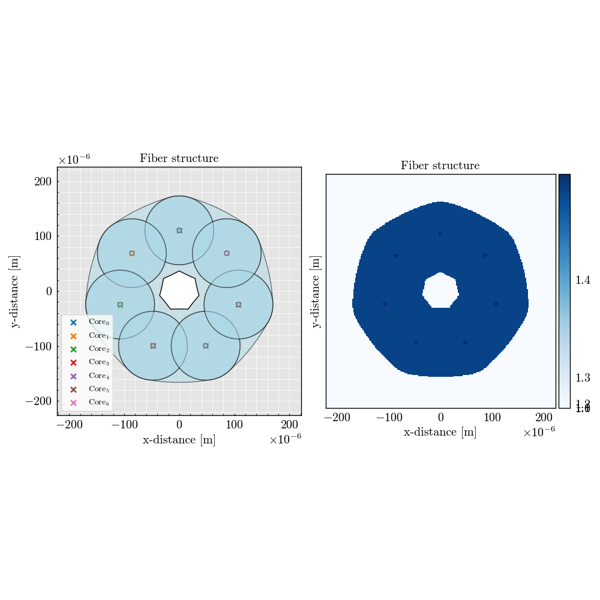 Fiber structure
×10⁻⁶
200
100
0
−100
−200
y-distance [m]
Core₀
Core₁
Core₂
Core₃
Core₄
Core₅
Core₆
−200 −100 0 100 200
x-distance [m]
×10⁻⁶
Fiber structure
y-distance [m]
−200 −100 0 100 200
x-distance [m]
×10⁻⁶
1.4
1.3